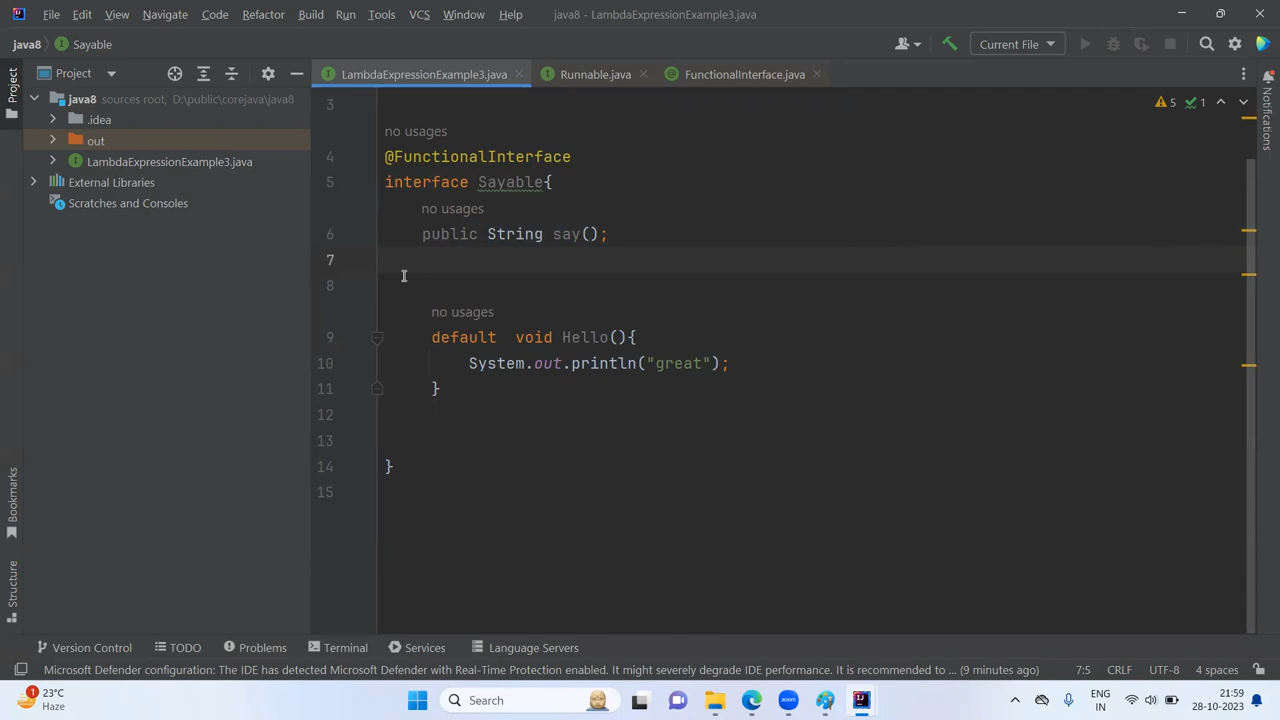 File Edit View Navigate Code Refactor Build Run Tools VCS Window Help java8 - LambdaExpressionExample3.java
java8 Sayable Current File
Project LambdaExpressionExample3.java Runnable.java FunctionalInterface.java
Project
java8 sources root, D:\public\corejava\java8
.idea
out
LambdaExpressionExample3.java
External Libraries
Scratches and Consoles
5 1
Notifications
3
no usages
4 @FunctionalInterface
5 interface Sayable{
no usages
6 public String say();
7
8
no usages
9 default void Hello(){
10 System.out.println("great");
11 }
12
13
14 }
15
Bookmarks
Structure
Version Control TODO Problems Terminal Services Language Servers
Microsoft Defender configuration: The IDE has detected Microsoft Defender with Real-Time Protection enabled. It might severely degrade IDE performance. It is recommended to ... (9 minutes ago) 7:5 CRLF UTF-8 4 spaces
1 23°C
Haze
Search
zoom
ENG
IN
21:59
28-10-2023